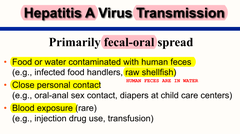 Hepatitis A Virus Transmission
Primarily fecal-oral spread
• Food or water contaminated with human feces
(e.g., infected food handlers, raw shellfish)
HUMAN FECES ARE IN WATER
• Close personal contact
(e.g., oral-anal sex contact, diapers at child care centers)
• Blood exposure (rare)
(e.g., injection drug use, transfusion)